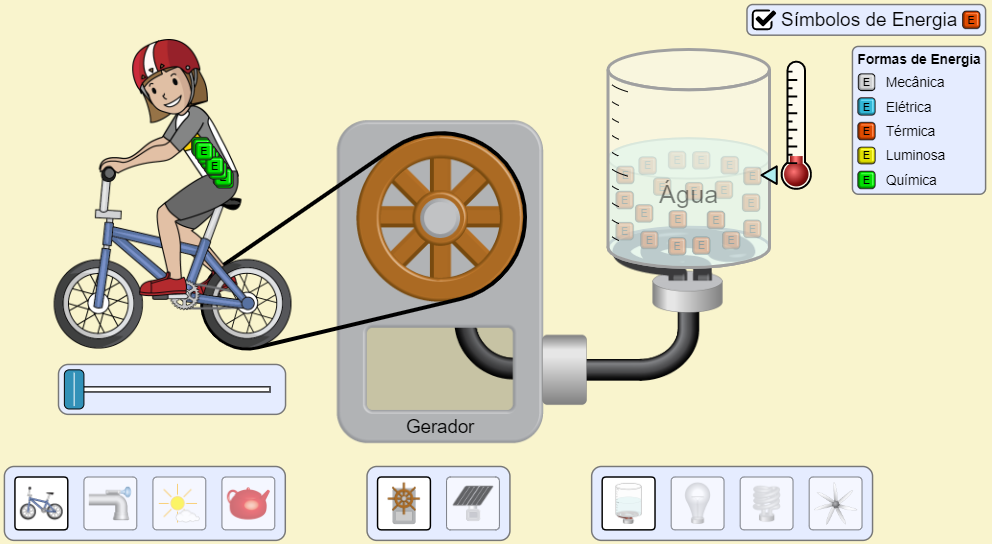 Símbolos de Energia E
Formas de Energia
E Mecânica
E Elétrica
E Térmica
E Luminosa
E Química
Água
Gerador